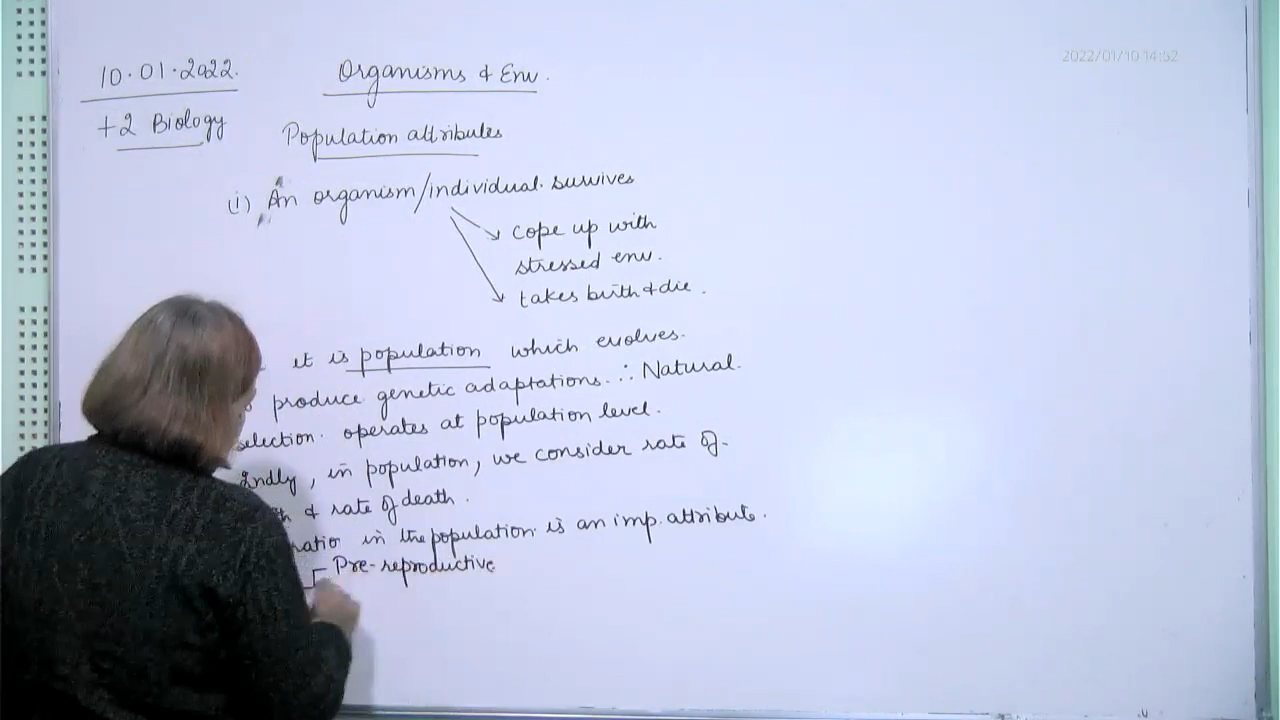 2022/01/10 14:52
10.01.2022.
Organisms & Env.
+2 Biology
Population attributes
(i) An organism/individual survives
cope up with
stressed env.
takes birth & die.
it is population which evolves.
produce genetic adaptations. ∴ Natural
selection operates at population level.
2ndly, in population, we consider rate of
& rate of death.
ratio in the population is an imp. attribute.
Pre-reproductive